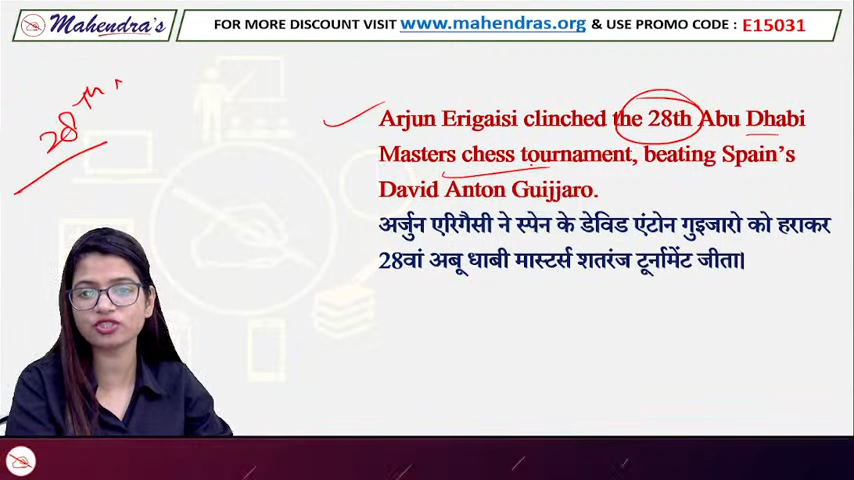 Mahendra's
FOR MORE DISCOUNT VISIT www.mahendras.org & USE PROMO CODE : E15031
28th
Arjun Erigaisi clinched the 28th Abu Dhabi
Masters chess tournament, beating Spain's
David Anton Guijjaro.
अर्जुन एरिगैसी ने स्पेन के डेविड एंटोन गुइजारो को हराकर
28वां अबू धाबी मास्टर्स शतरंज टूर्नामेंट जीता।